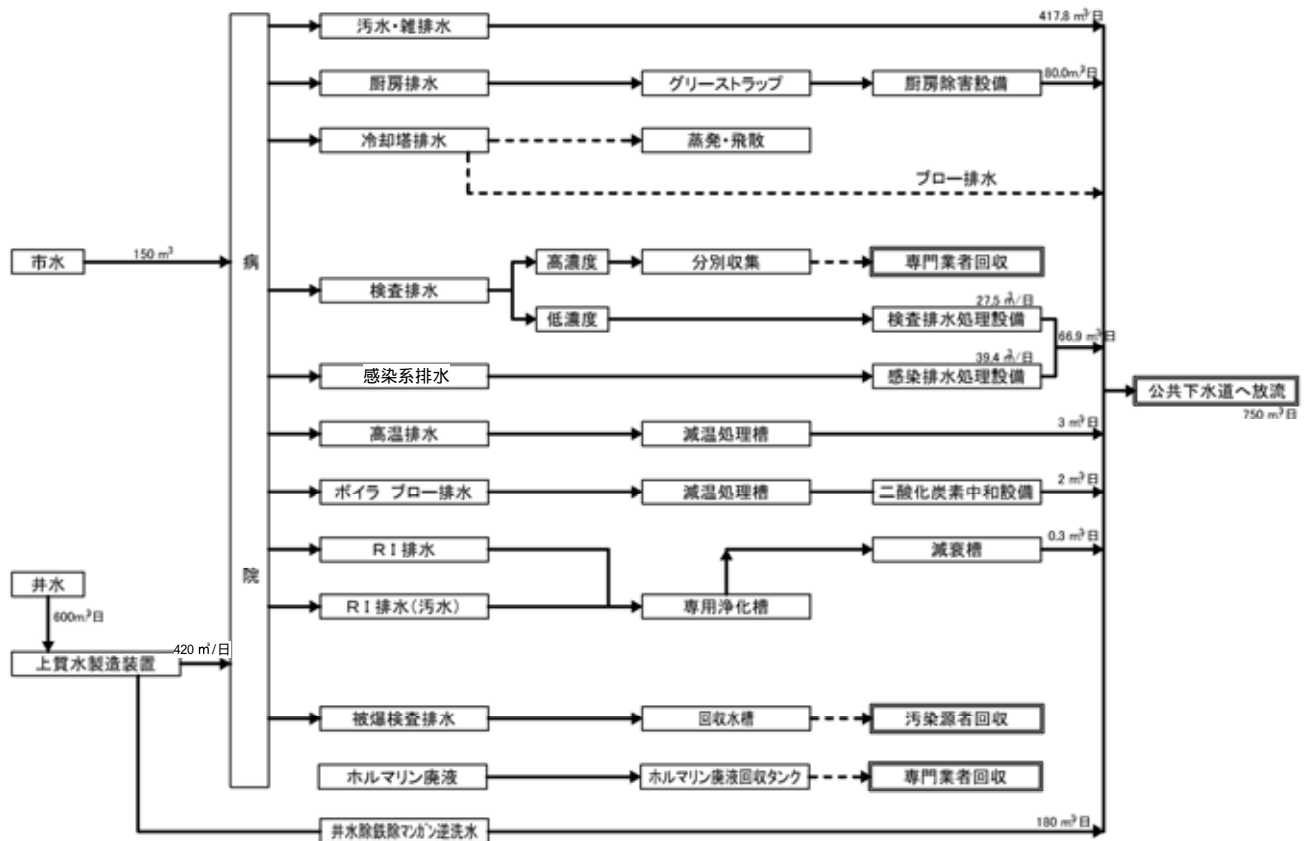 417.8 m³日
汚水・雑排水
厨房排水
グリーストラップ
厨房除害設備
80.0m³日
冷却塔排水
蒸発・飛散
ブロー排水
市水
150 m³
病
院
検査排水
高濃度
分別収集
専門業者回収
低濃度
27.5 ㎥/日
検査排水処理設備
66.9 m³日
39.4 ㎥/日
感染系排水
感染排水処理設備
公共下水道へ放流
750 m³日
高温排水
減温処理槽
3 m³日
ボイラ ブロー排水
減温処理槽
二酸化炭素中和設備
2 m³日
RI排水
減衰槽
0.3 m³日
井水
600m³日
RI排水(汚水)
専用浄化槽
上質水製造装置
420 ㎥/日
被爆検査排水
回収水槽
汚染源者回収
ホルマリン廃液
ホルマリン廃液回収タンク
専門業者回収
井水除鉄除マンガン逆洗水
180 m³日